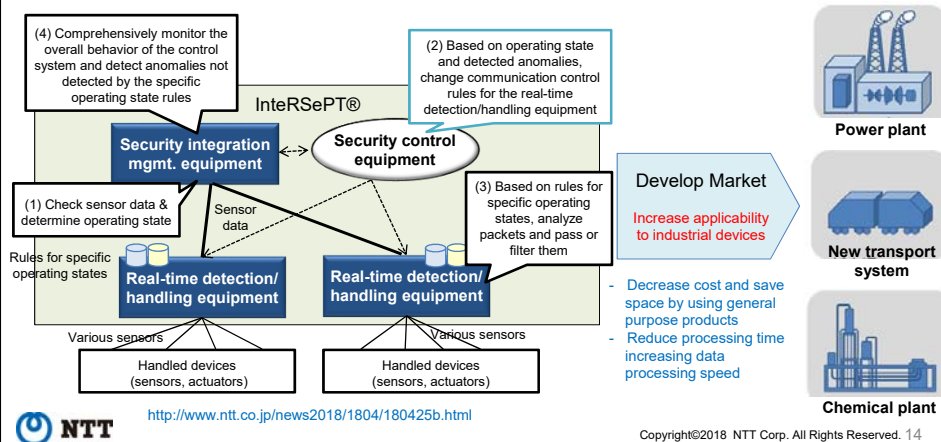 (4) Comprehensively monitor the
overall behavior of the control
system and detect anomalies not
detected by the specific
operating state rules
(2) Based on operating state
and detected anomalies,
change communication control
rules for the real-time
detection/handling equipment
InteRSePT®
Security integration
mgmt. equipment
Security control
equipment
(1) Check sensor data &
determine operating state
Sensor
data
(3) Based on rules for
specific operating
states, analyze
packets and pass or
filter them
Rules for specific
operating states
Real-time detection/
handling equipment
Real-time detection/
handling equipment
Various sensors
Various sensors
Handled devices
(sensors, actuators)
Handled devices
(sensors, actuators)
Develop Market
Increase applicability
to industrial devices
- Decrease cost and save
space by using general
purpose products
- Reduce processing time
increasing data
processing speed
Power plant
New transport
system
Chemical plant
NTT
http://www.ntt.co.jp/news2018/1804/180425b.html
Copyright©2018 NTT Corp. All Rights Reserved. 14